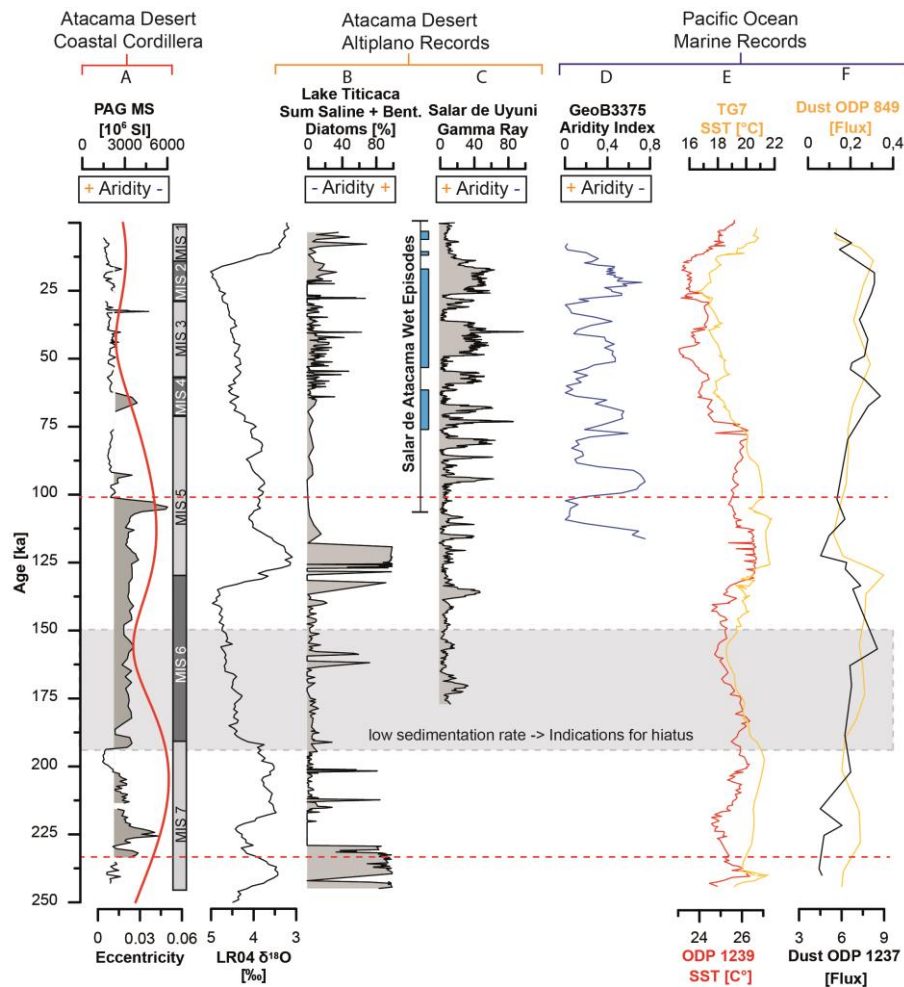 Atacama Desert
Coastal Cordillera
Atacama Desert
Altiplano Records
Pacific Ocean
Marine Records
A
B
C
D
E
F
PAG MS
[10⁶ SI]
0 3000 6000
+ Aridity -
Lake Titicaca
Sum Saline + Bent.
Diatoms [%]
0 40 80
- Aridity +
Salar de Uyuni
Gamma Ray
0 40 80
+ Aridity -
GeoB3375
Aridity Index
0 0,4 0,8
+ Aridity -
TG7
SST [°C]
16 18 20 22
Dust ODP 849
[Flux]
0 0,2 0,4
Age [ka]
25
50
75
100
125
150
175
200
225
250
MIS 1
MIS 2
MIS 3
MIS 4
MIS 5
MIS 6
MIS 7
Salar de Atacama Wet Episodes
low sedimentation rate -> Indications for hiatus
0 0.03 0.06
Eccentricity
5 4 3
LR04 δ¹⁸O
[‰]
24 26
ODP 1239
SST [C°]
3 6 9
Dust ODP 1237
[Flux]